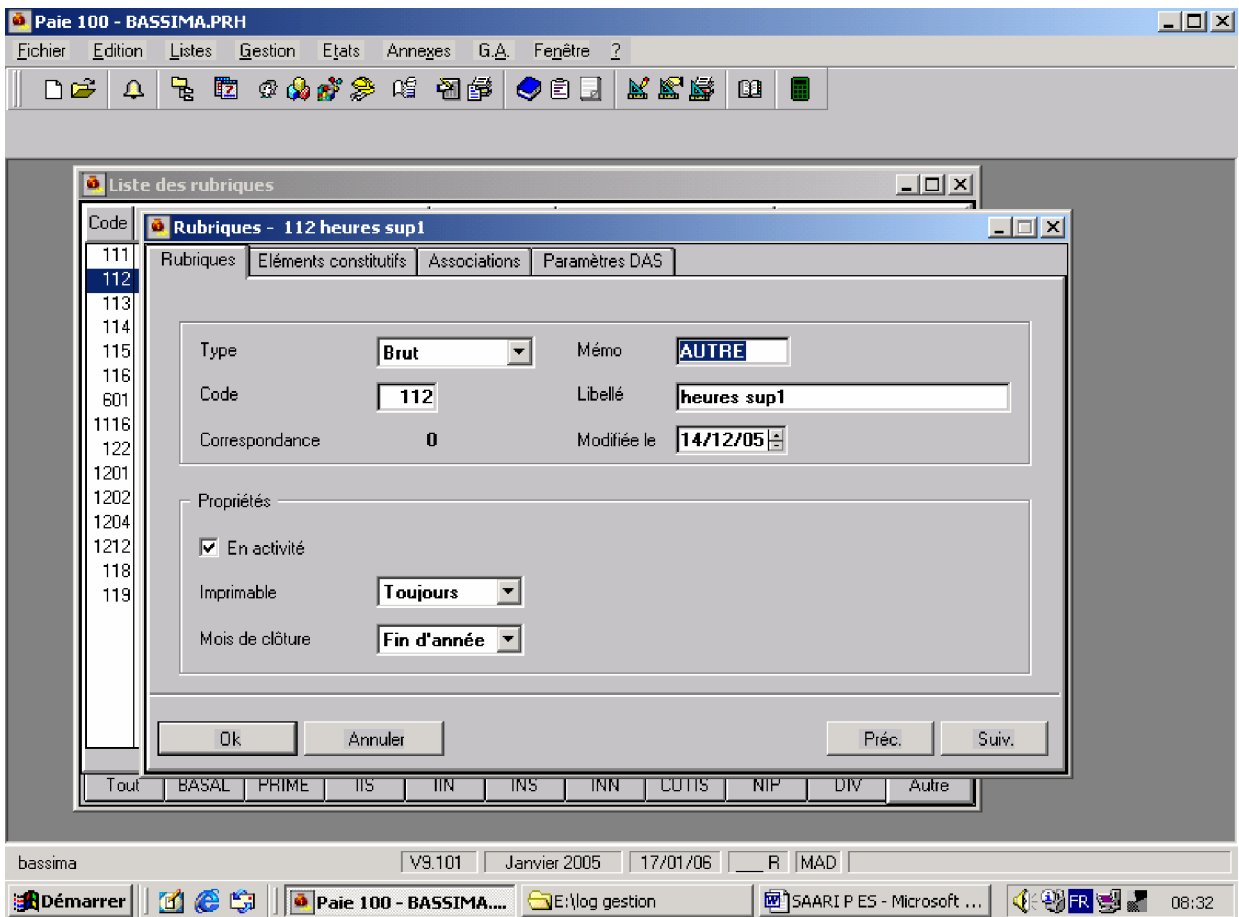 Paie 100 - BASSIMA.PRH
Fichier Edition Listes Gestion Etats Annexes G.A. Fenêtre ?
Liste des rubriques
Code
Rubriques - 112 heures sup1
Rubriques Eléments constitutifs Associations Paramètres DAS
111
112
113
114
115
116
601
1116
122
1201
1202
1204
1212
118
119
Type Brut Mémo AUTRE
Code 112 Libellé heures sup1
Correspondance 0 Modifiée le 14/12/05
Propriétés
En activité
Imprimable Toujours
Mois de clôture Fin d'année
Ok Annuler Préc. Suiv.
Tout BASAL PRIME IIS IIN INS INN COTIS NIP DIV Autre
bassima V9.101 Janvier 2005 17/01/06 ___ R MAD
Démarrer Paie 100 - BASSIMA.... E:\log gestion SAARI P ES - Microsoft ... FR 08:32